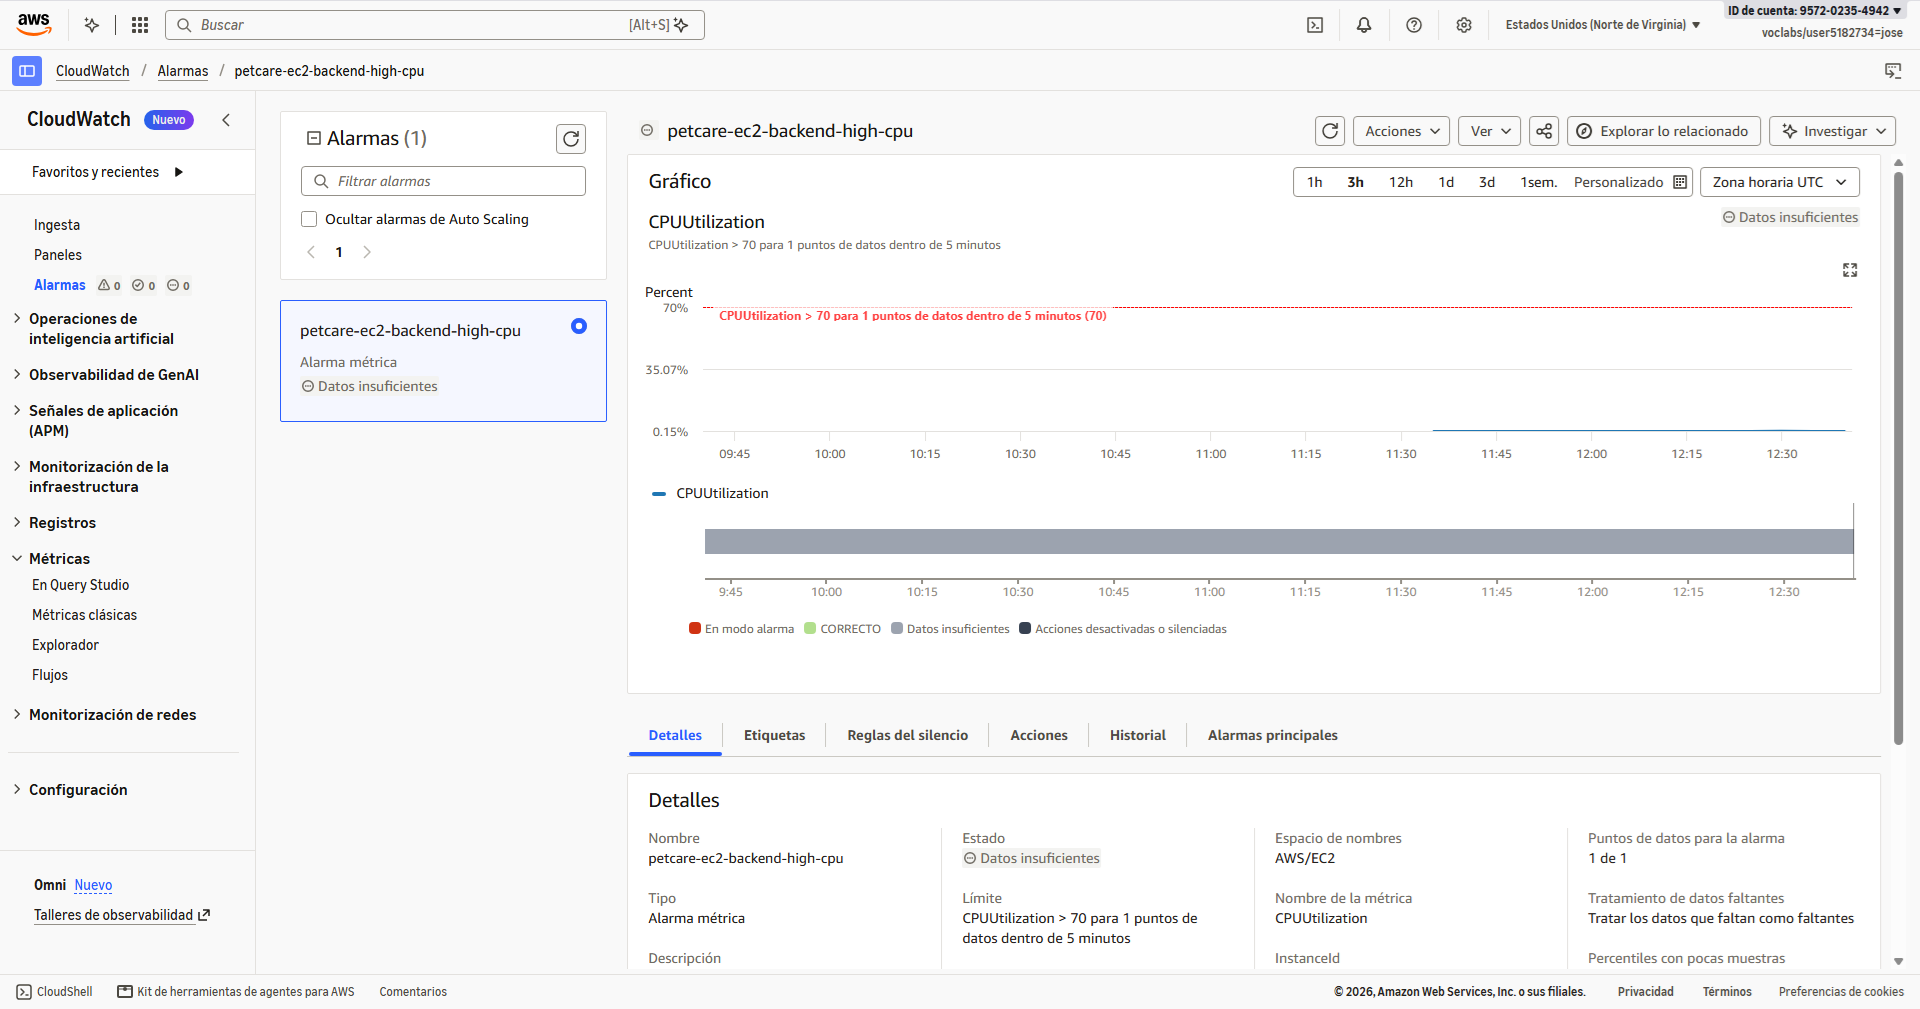 aws
Buscar
[Alt+S]
Estados Unidos (Norte de Virginia)
ID de cuenta: 9572-0235-4942
voclabs/user5182734=jose
CloudWatch / Alarmas / petcare-ec2-backend-high-cpu
CloudWatch
Nuevo
Favoritos y recientes
Ingesta
Paneles
Alarmas 0 0 0
Operaciones de
inteligencia artificial
Observabilidad de GenAI
Señales de aplicación
(APM)
Monitorización de la
infraestructura
Registros
Métricas
En Query Studio
Métricas clásicas
Explorador
Flujos
Monitorización de redes
Configuración
Omni Nuevo
Talleres de observabilidad
Alarmas (1)
Filtrar alarmas
Ocultar alarmas de Auto Scaling
1
petcare-ec2-backend-high-cpu
Alarma métrica
Datos insuficientes
petcare-ec2-backend-high-cpu
Acciones
Ver
Explorar lo relacionado
Investigar
Gráfico
1h 3h 12h 1d 3d 1sem. Personalizado
Zona horaria UTC
CPUUtilization
Datos insuficientes
CPUUtilization > 70 para 1 puntos de datos dentro de 5 minutos
Percent
70%
CPUUtilization > 70 para 1 puntos de datos dentro de 5 minutos (70)
35.07%
0.15%
09:45 10:00 10:15 10:30 10:45 11:00 11:15 11:30 11:45 12:00 12:15 12:30
CPUUtilization
9:45 10:00 10:15 10:30 10:45 11:00 11:15 11:30 11:45 12:00 12:15 12:30
En modo alarma CORRECTO Datos insuficientes Acciones desactivadas o silenciadas
Detalles Etiquetas Reglas del silencio Acciones Historial Alarmas principales
Detalles
Nombre
petcare-ec2-backend-high-cpu
Tipo
Alarma métrica
Descripción
Estado
Datos insuficientes
Límite
CPUUtilization > 70 para 1 puntos de
datos dentro de 5 minutos
Espacio de nombres
AWS/EC2
Nombre de la métrica
CPUUtilization
InstanceId
Puntos de datos para la alarma
1 de 1
Tratamiento de datos faltantes
Tratar los datos que faltan como faltantes
Percentiles con pocas muestras
CloudShell
Kit de herramientas de agentes para AWS
Comentarios
© 2026, Amazon Web Services, Inc. o sus filiales.
Privacidad
Términos
Preferencias de cookies